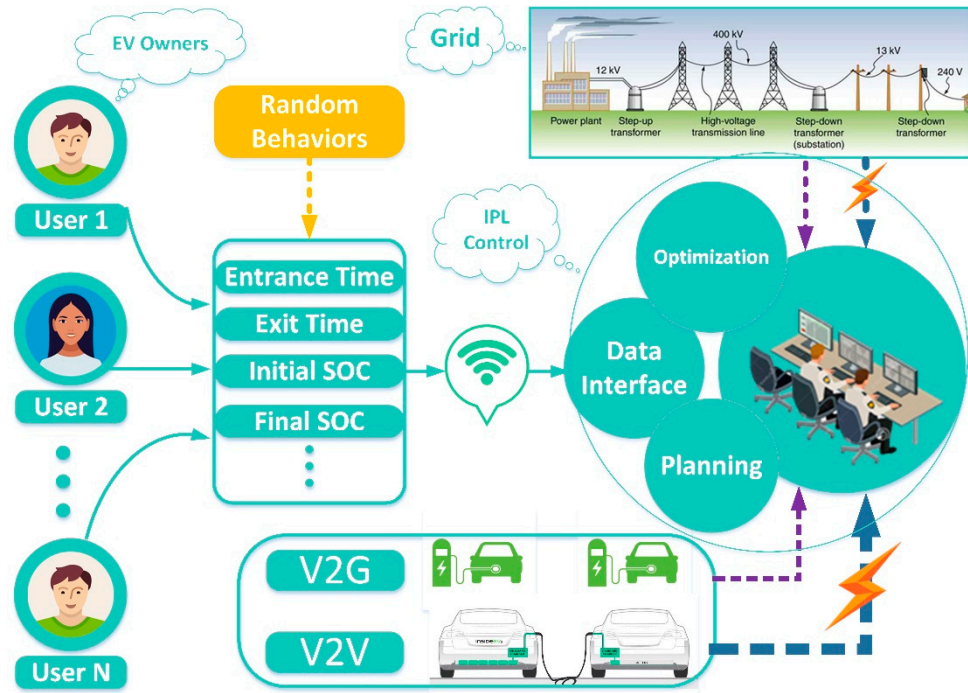 EV Owners
Grid
400 kV
12 kV
13 kV
240 V
Power plant
Step-up
transformer
High-voltage
transmission line
Step-down
transformer
(substation)
Step-down
transformer
Random
Behaviors
User 1
IPL
Control
Entrance Time
Exit Time
Initial SOC
Final SOC
Optimization
Data
Interface
Planning
User 2
User N
V2G
V2V